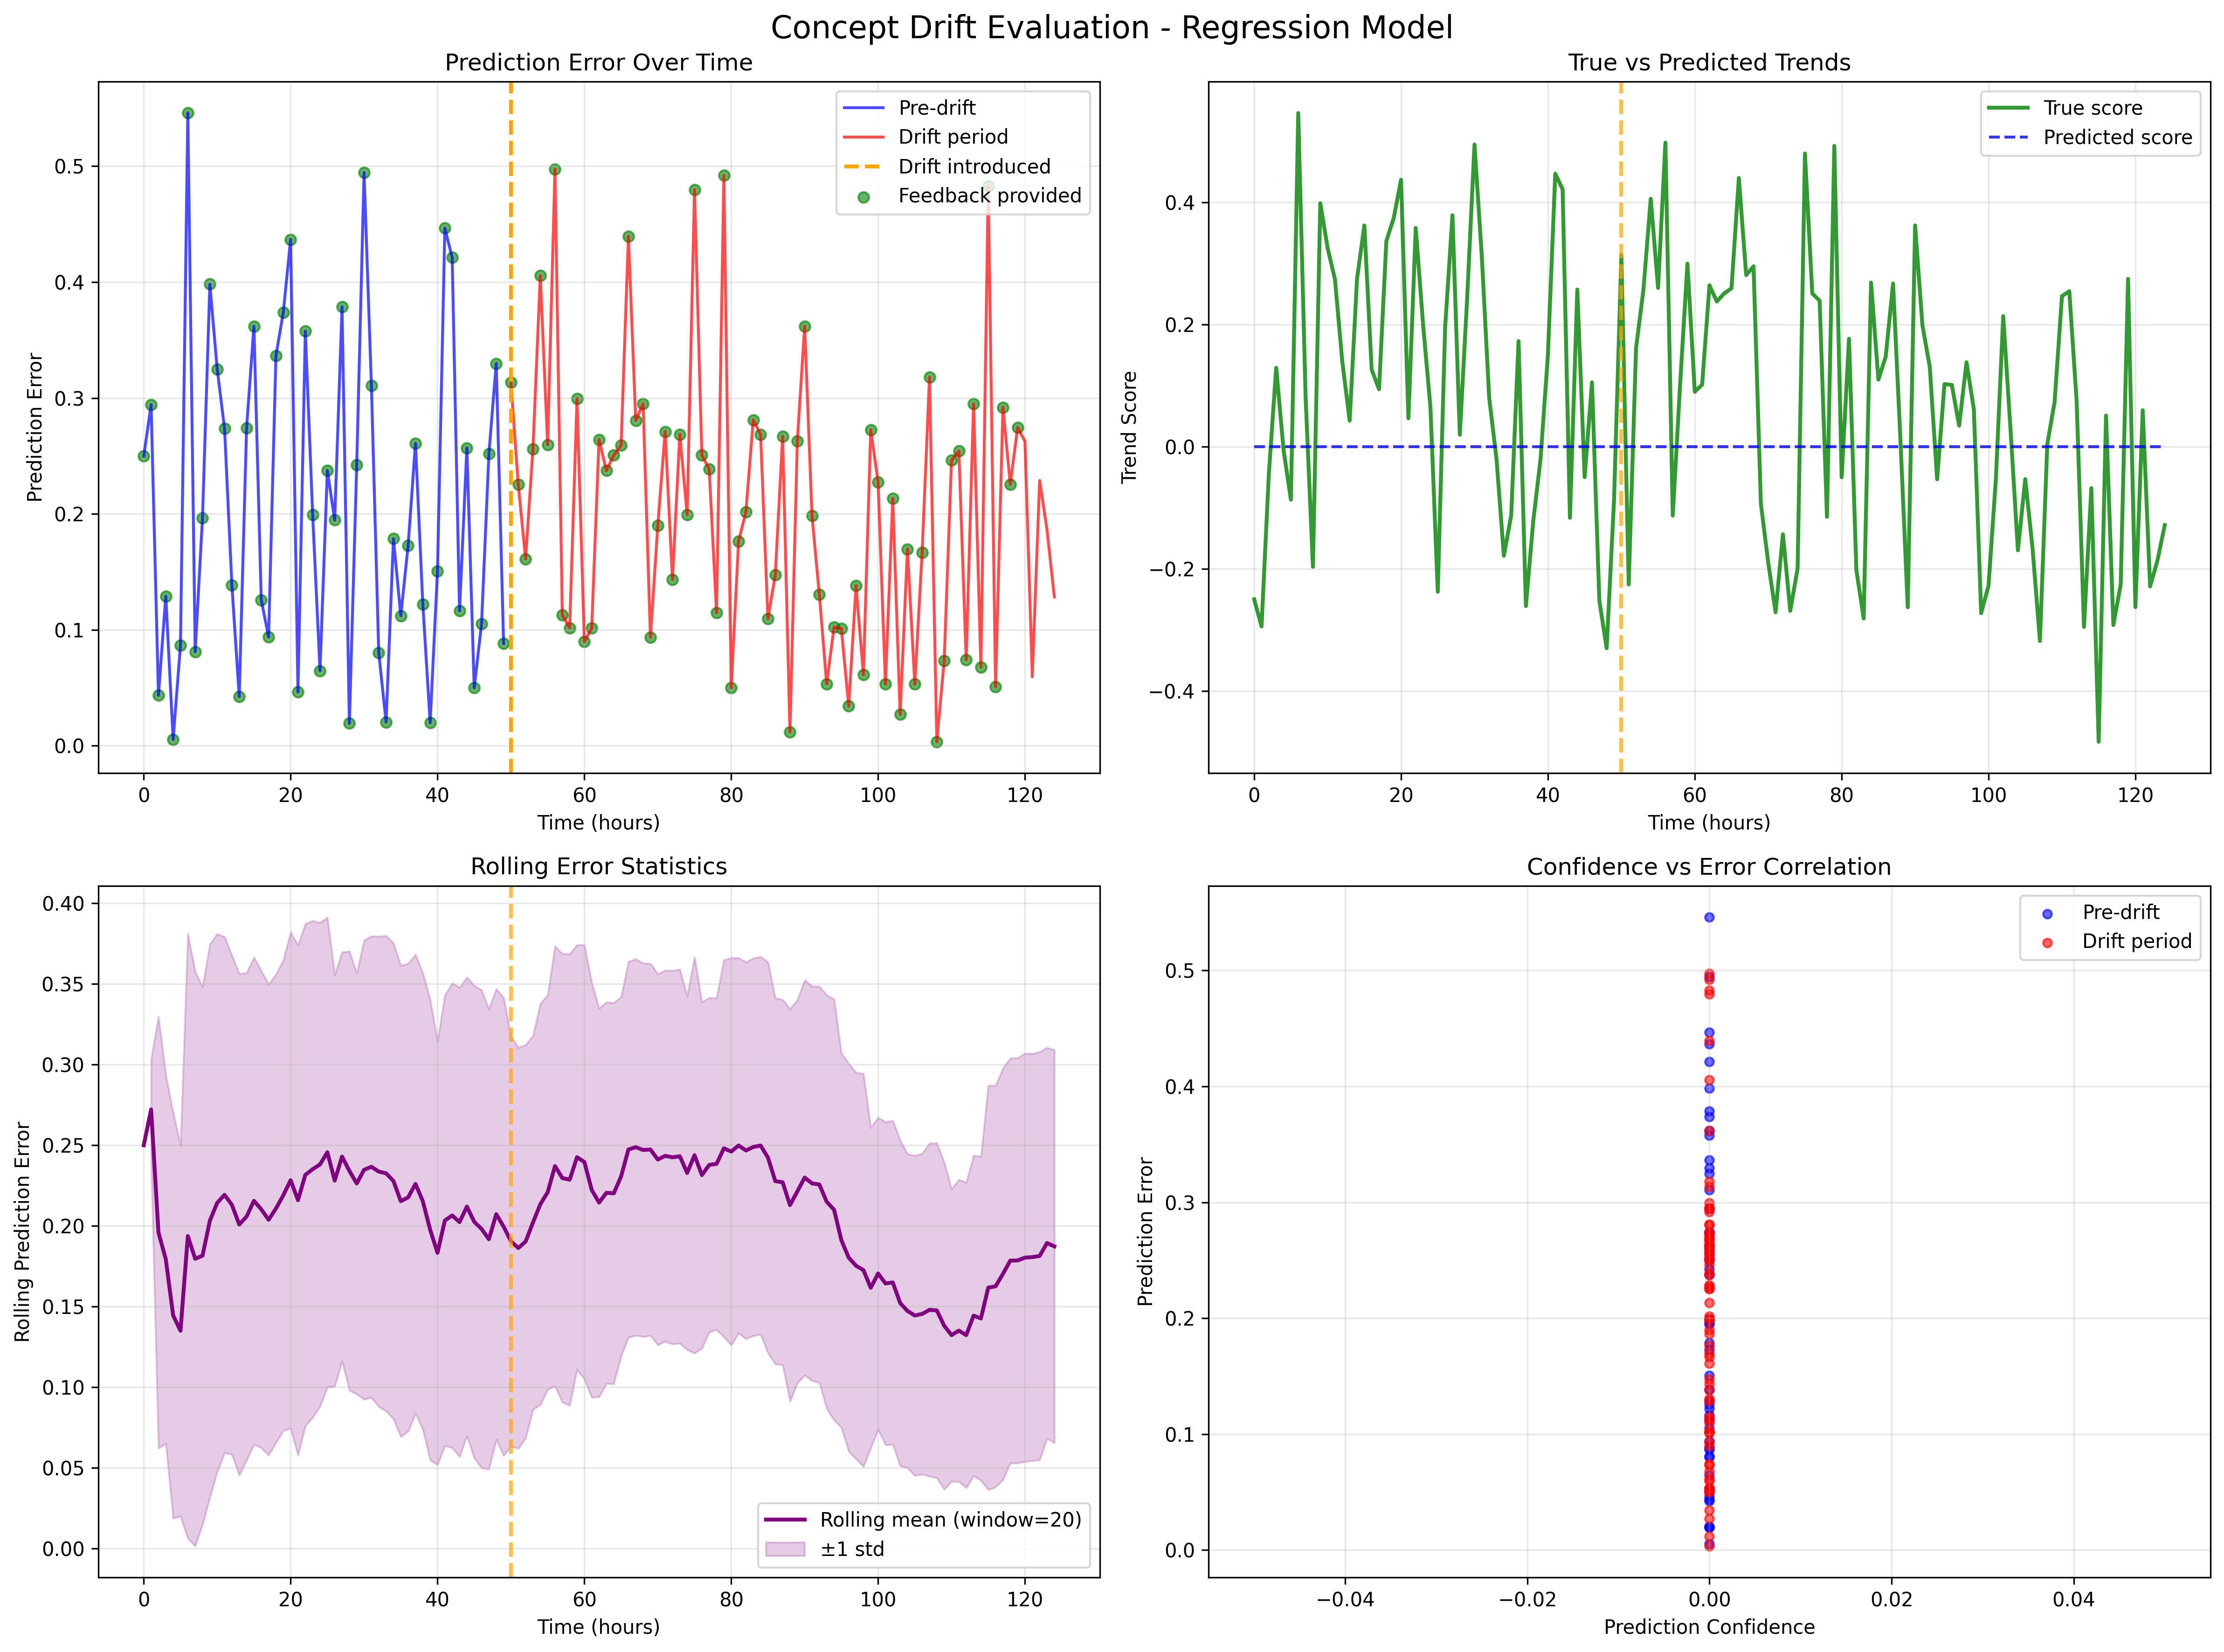 Concept Drift Evaluation - Regression Model
Prediction Error Over Time
Prediction Error
0.5
0.4
0.3
0.2
0.1
0.0
Pre-drift
Drift period
Drift introduced
Feedback provided
0 20 40 60 80 100 120
Time (hours)
True vs Predicted Trends
Trend Score
0.4
0.2
0.0
−0.2
−0.4
True score
Predicted score
0 20 40 60 80 100 120
Time (hours)
Rolling Error Statistics
Rolling Prediction Error
0.40
0.35
0.30
0.25
0.20
0.15
0.10
0.05
0.00
Rolling mean (window=20)
±1 std
0 20 40 60 80 100 120
Time (hours)
Confidence vs Error Correlation
Prediction Error
0.5
0.4
0.3
0.2
0.1
0.0
Pre-drift
Drift period
−0.04 −0.02 0.00 0.02 0.04
Prediction Confidence